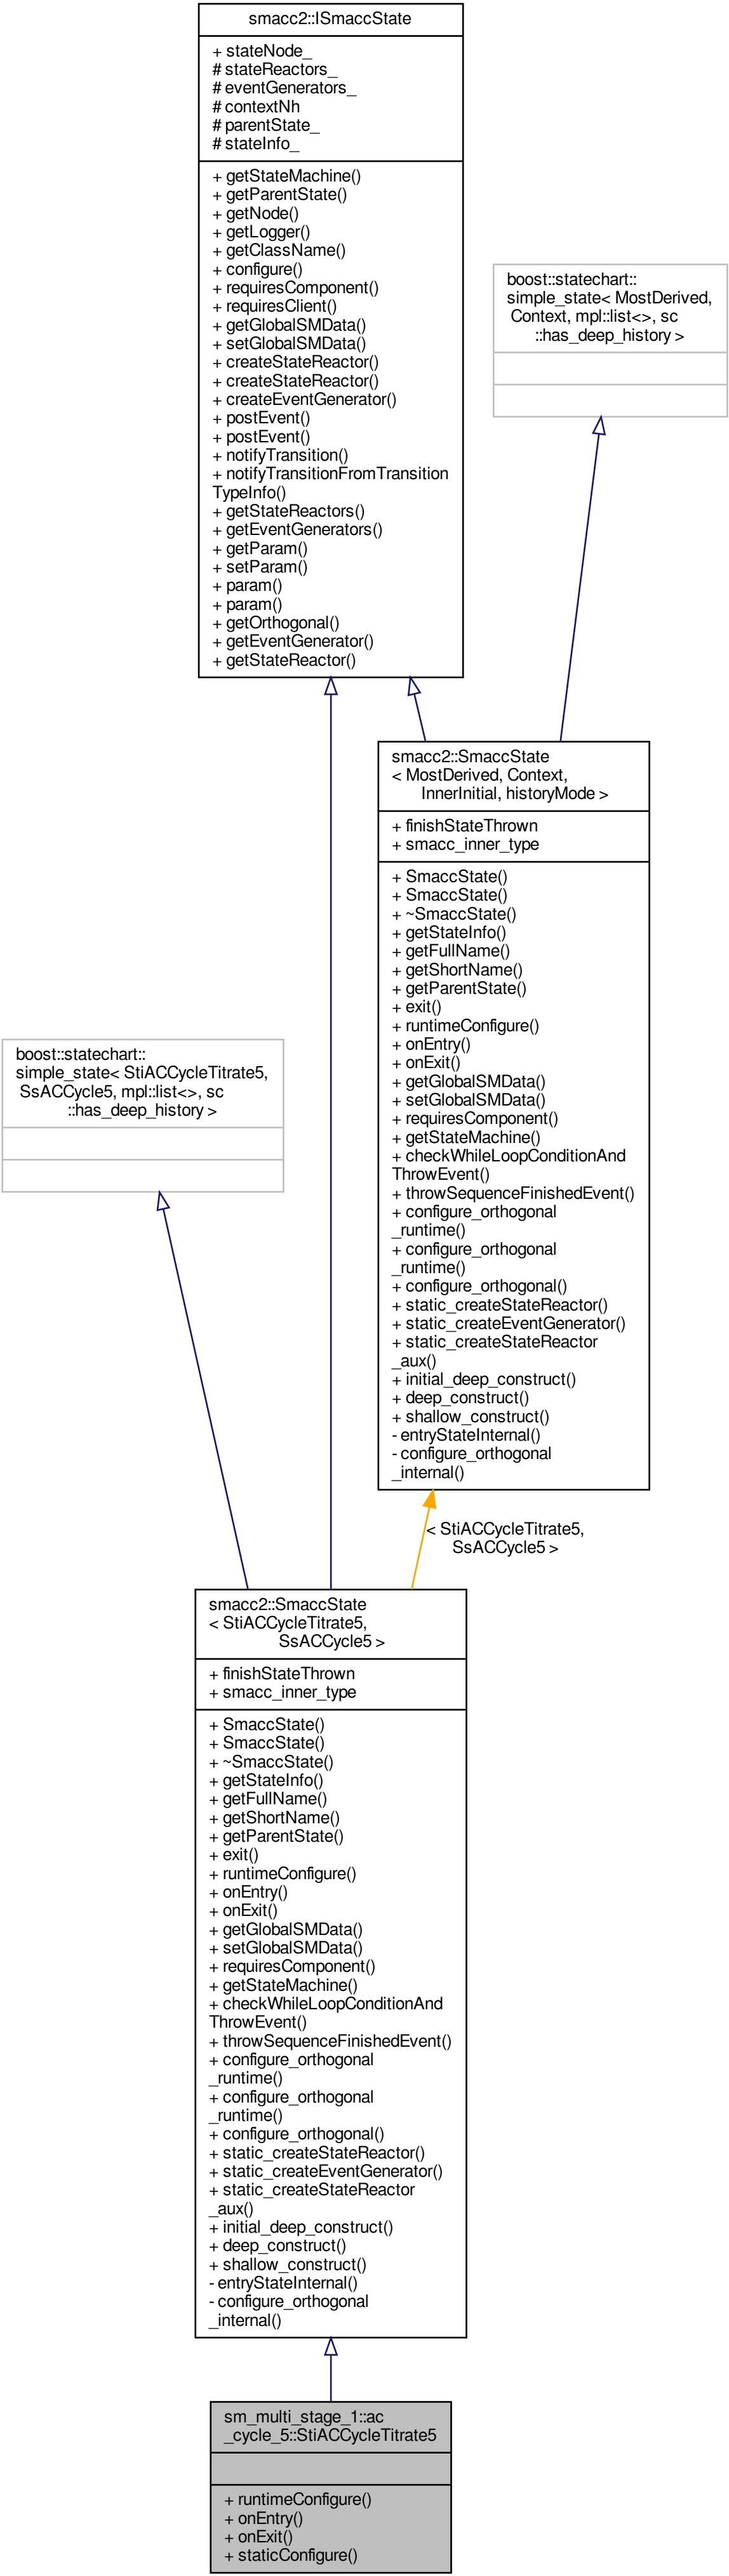 smacc2::ISmaccState
+ stateNode_
# stateReactors_
# eventGenerators_
# contextNh
# parentState_
# stateInfo_
+ getStateMachine()
+ getParentState()
+ getNode()
+ getLogger()
+ getClassName()
+ configure()
+ requiresComponent()
+ requiresClient()
+ getGlobalSMData()
+ setGlobalSMData()
+ createStateReactor()
+ createStateReactor()
+ createEventGenerator()
+ postEvent()
+ postEvent()
+ notifyTransition()
+ notifyTransitionFromTransition
TypeInfo()
+ getStateReactors()
+ getEventGenerators()
+ getParam()
+ setParam()
+ param()
+ param()
+ getOrthogonal()
+ getEventGenerator()
+ getStateReactor()
boost::statechart::
simple_state< MostDerived,
Context, mpl::list<>, sc
::has_deep_history >
smacc2::SmaccState
< MostDerived, Context,
InnerInitial, historyMode >
+ finishStateThrown
+ smacc_inner_type
+ SmaccState()
+ SmaccState()
+ ~SmaccState()
+ getStateInfo()
+ getFullName()
+ getShortName()
+ getParentState()
+ exit()
+ runtimeConfigure()
+ onEntry()
+ onExit()
+ getGlobalSMData()
+ setGlobalSMData()
+ requiresComponent()
+ getStateMachine()
+ checkWhileLoopConditionAnd
ThrowEvent()
+ throwSequenceFinishedEvent()
+ configure_orthogonal
_runtime()
+ configure_orthogonal
_runtime()
+ configure_orthogonal()
+ static_createStateReactor()
+ static_createEventGenerator()
+ static_createStateReactor
_aux()
+ initial_deep_construct()
+ deep_construct()
+ shallow_construct()
- entryStateInternal()
- configure_orthogonal
_internal()
boost::statechart::
simple_state< StiACCycleTitrate5,
SsACCycle5, mpl::list<>, sc
::has_deep_history >
< StiACCycleTitrate5,
SsACCycle5 >
smacc2::SmaccState
< StiACCycleTitrate5,
SsACCycle5 >
+ finishStateThrown
+ smacc_inner_type
+ SmaccState()
+ SmaccState()
+ ~SmaccState()
+ getStateInfo()
+ getFullName()
+ getShortName()
+ getParentState()
+ exit()
+ runtimeConfigure()
+ onEntry()
+ onExit()
+ getGlobalSMData()
+ setGlobalSMData()
+ requiresComponent()
+ getStateMachine()
+ checkWhileLoopConditionAnd
ThrowEvent()
+ throwSequenceFinishedEvent()
+ configure_orthogonal
_runtime()
+ configure_orthogonal
_runtime()
+ configure_orthogonal()
+ static_createStateReactor()
+ static_createEventGenerator()
+ static_createStateReactor
_aux()
+ initial_deep_construct()
+ deep_construct()
+ shallow_construct()
- entryStateInternal()
- configure_orthogonal
_internal()
sm_multi_stage_1::ac
_cycle_5::StiACCycleTitrate5
+ runtimeConfigure()
+ onEntry()
+ onExit()
+ staticConfigure()